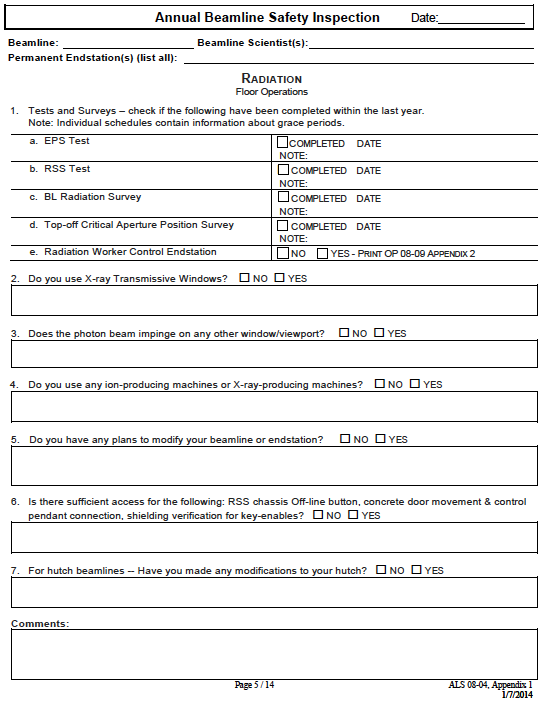 Annual Beamline Safety Inspection Date:
Beamline: Beamline Scientist(s):
Permanent Endstation(s) (list all):
RADIATION
Floor Operations
1. Tests and Surveys – check if the following have been completed within the last year.
Note: Individual schedules contain information about grace periods.
a. EPS Test ☐ COMPLETED DATE
NOTE:
b. RSS Test ☐ COMPLETED DATE
NOTE:
c. BL Radiation Survey ☐ COMPLETED DATE
NOTE:
d. Top-off Critical Aperture Position Survey ☐ COMPLETED DATE
NOTE:
e. Radiation Worker Control Endstation ☐ NO ☐ YES - PRINT OP 08-09 APPENDIX 2
2. Do you use X-ray Transmissive Windows? ☐ NO ☐ YES
3. Does the photon beam impinge on any other window/viewport? ☐ NO ☐ YES
4. Do you use any ion-producing machines or X-ray-producing machines? ☐ NO ☐ YES
5. Do you have any plans to modify your beamline or endstation? ☐ NO ☐ YES
6. Is there sufficient access for the following: RSS chassis Off-line button, concrete door movement & control
pendant connection, shielding verification for key-enables? ☐ NO ☐ YES
7. For hutch beamlines -- Have you made any modifications to your hutch? ☐ NO ☐ YES
Comments:
Page 5 / 14 ALS 08-04, Appendix 1
1/7/2014